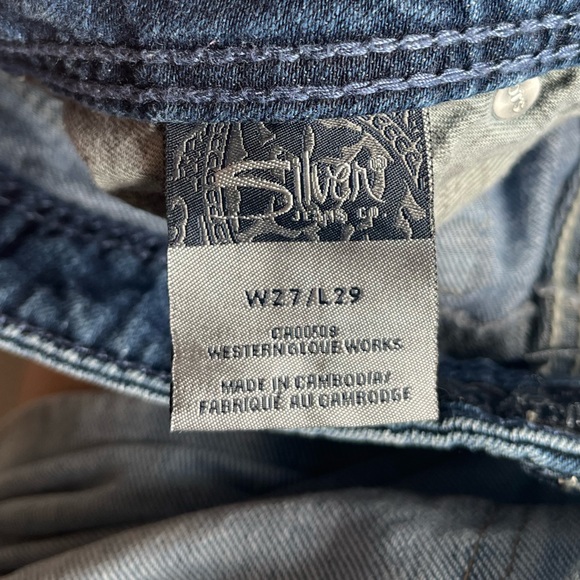 Silver
JEANS CO.
W27/L29
CA00508
WESTERN GLOVE WORKS
MADE IN CAMBODIA/
FABRIQUÉ AU CAMBODGE